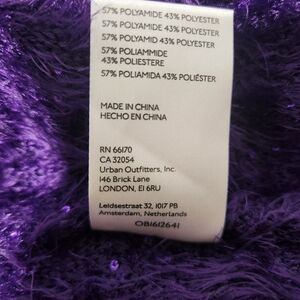 57% POLYAMIDE 43% POLYESTER
57% POLYAMIDE 43% POLYESTER
57% POLYAMID 43% POLYESTER
57% POLIAMMIDE
43% POLIESTERE
57% POLIAMIDA 43% POLIÉSTER
MADE IN CHINA
HECHO EN CHINA
RN 66170
CA 32054
Urban Outfitters, Inc.
146 Brick Lane
LONDON, E1 6RU
Leidsestraat 32, 1017 PB
Amsterdam, Netherlands
OB1612641